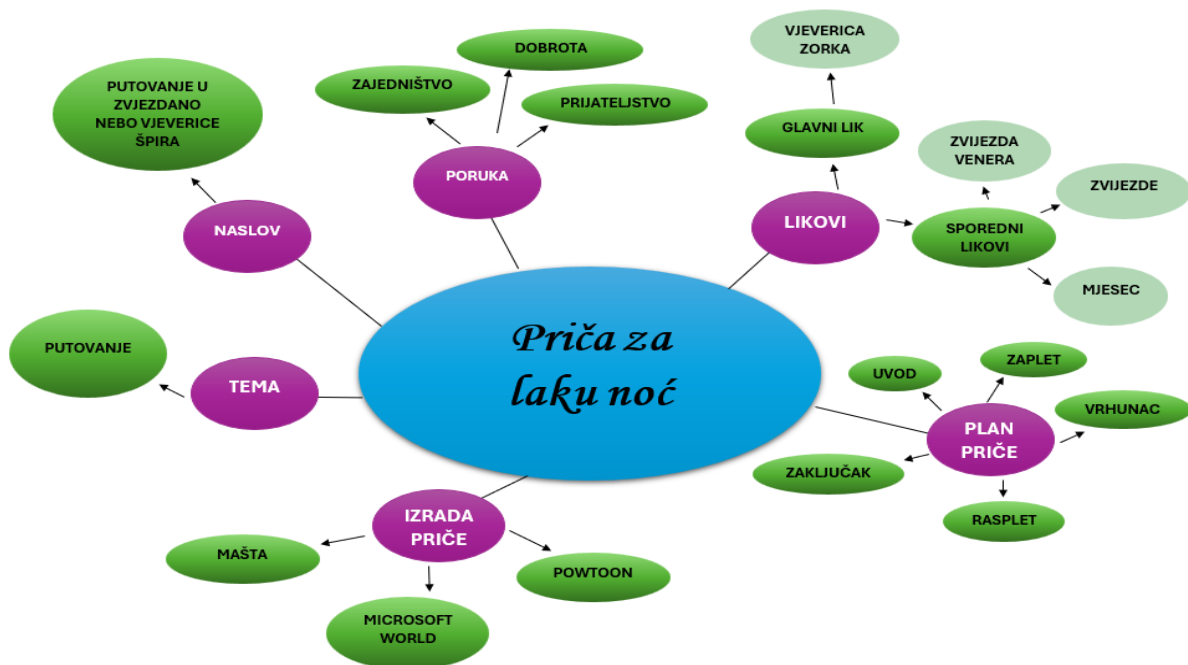 PUTOVANJE U
ZVJEZDANO
NEBO VJEVERICE
ŠPIRA
NASLOV
ZAJEDNIŠTVO
DOBROTA
PRIJATELJSTVO
PORUKA
VJEVERICA
ZORKA
GLAVNI LIK
LIKOVI
ZVIJEZDA
VENERA
ZVIJEZDE
SPOREDNI
LIKOVI
MJESEC
Priča za
laku noć
PUTOVANJE
TEMA
UVOD
ZAPLET
VRHUNAC
PLAN
PRIČE
ZAKLJUČAK
RASPLET
IZRADA
PRIČE
MAŠTA
POWTOON
MICROSOFT
WORLD